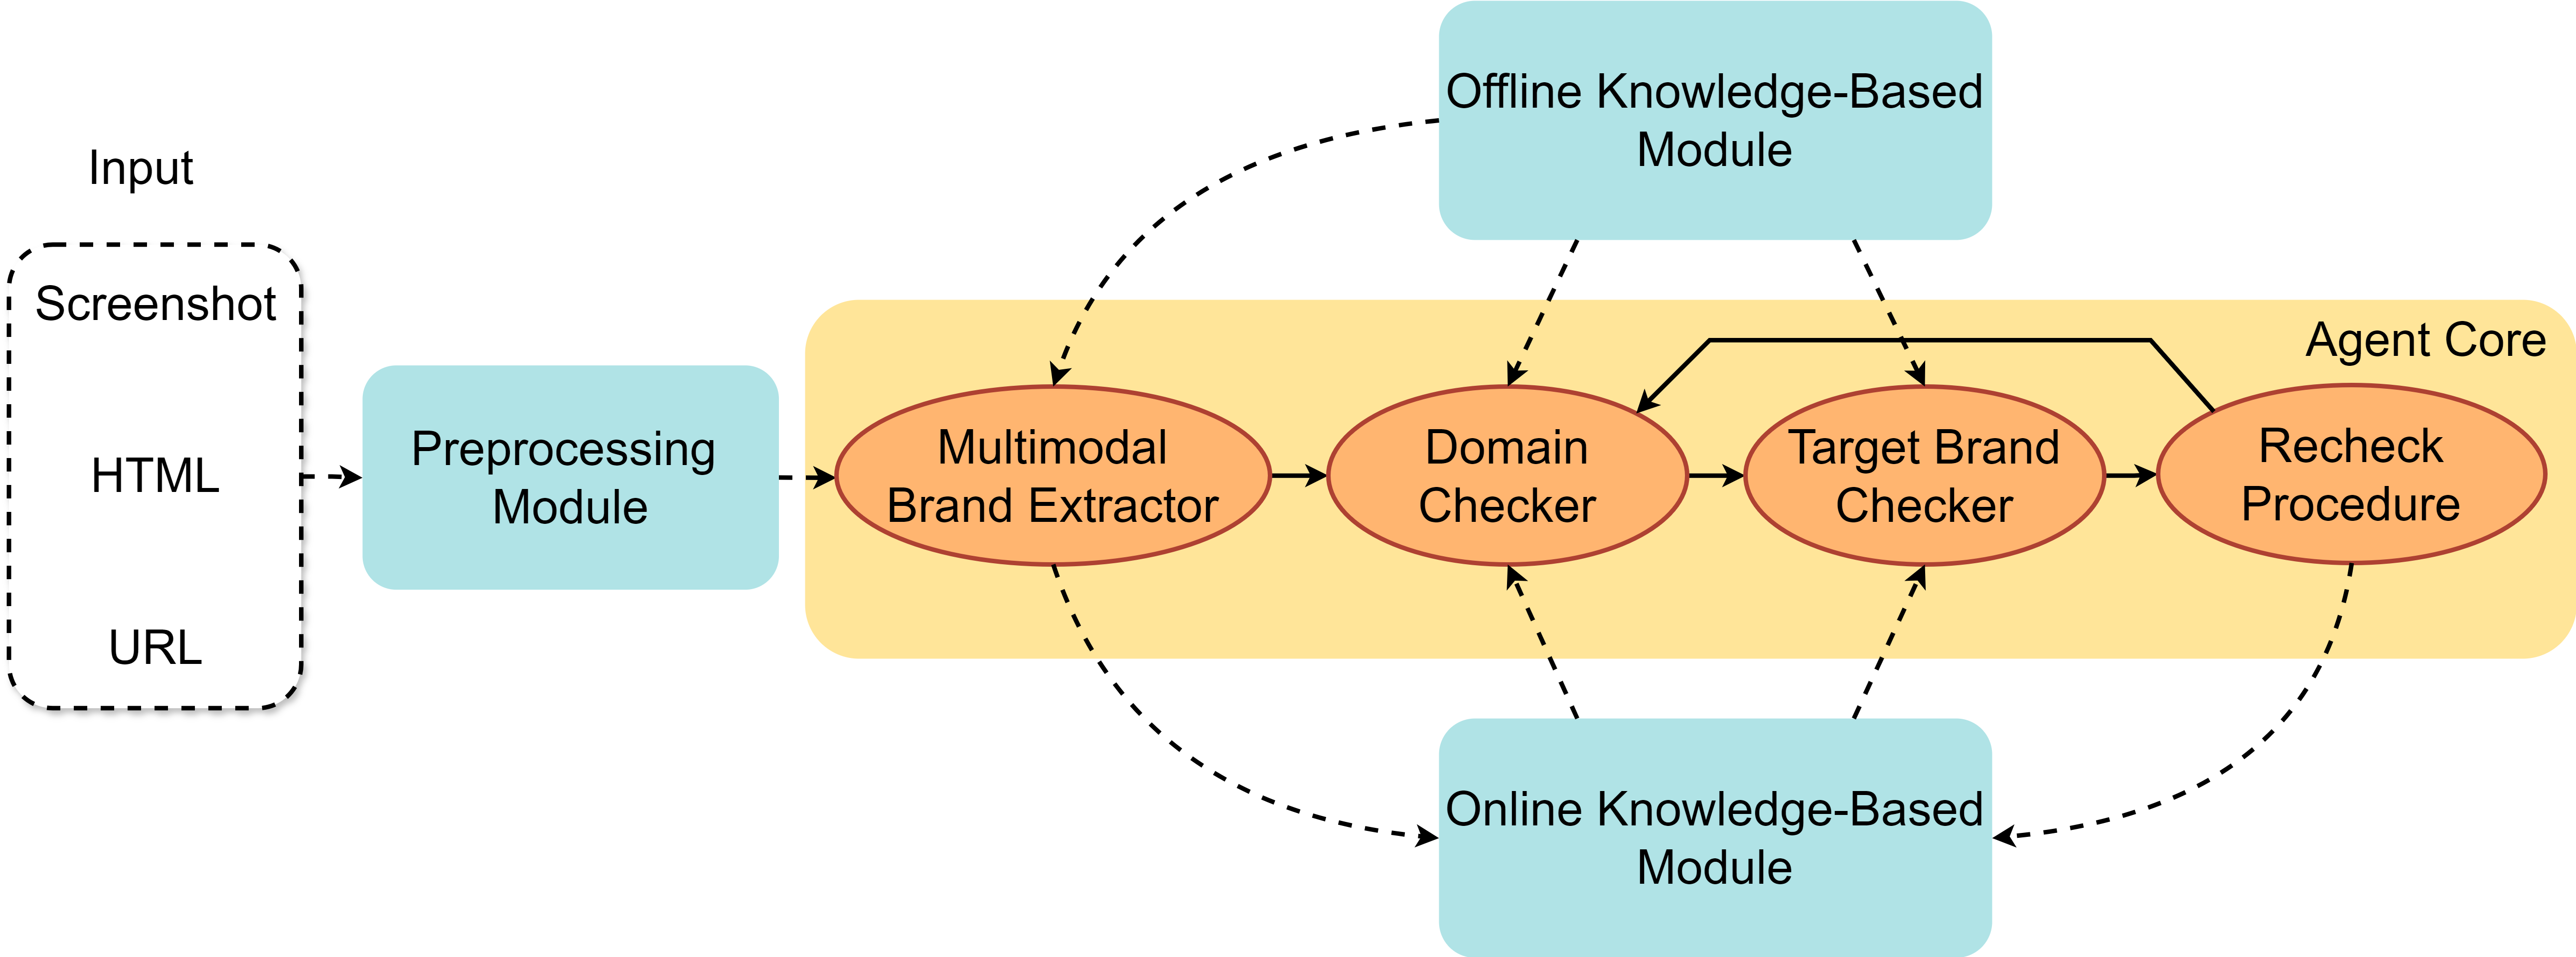 Input
Screenshot
HTML
URL
Preprocessing
Module
Offline Knowledge-Based
Module
Agent Core
Multimodal
Brand Extractor
Domain
Checker
Target Brand
Checker
Recheck
Procedure
Online Knowledge-Based
Module